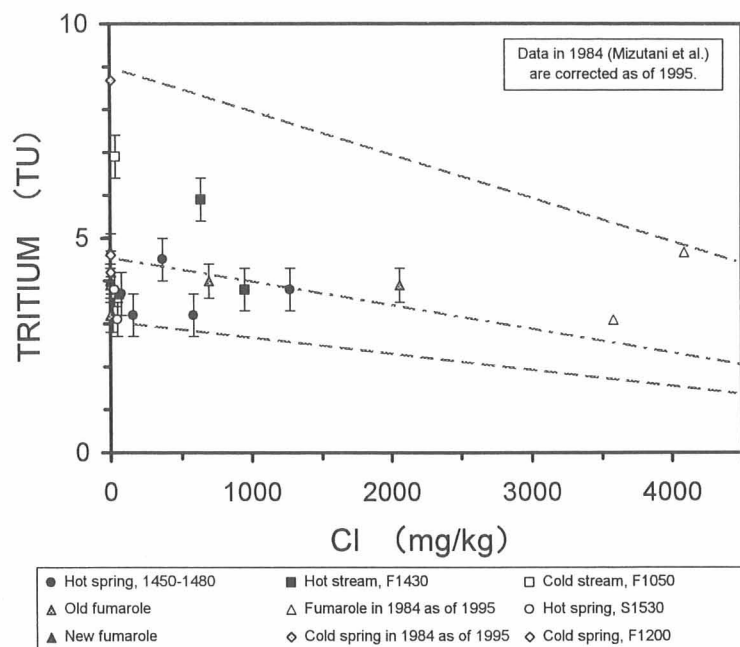 10
Data in 1984 (Mizutani et al.)
are corrected as of 1995.
TRITIUM (TU)
5
0
0 1000 2000 3000 4000
Cl (mg/kg)
Hot spring, 1450-1480 Hot stream, F1430 Cold stream, F1050
Old fumarole Fumarole in 1984 as of 1995 Hot spring, S1530
New fumarole Cold spring in 1984 as of 1995 Cold spring, F1200